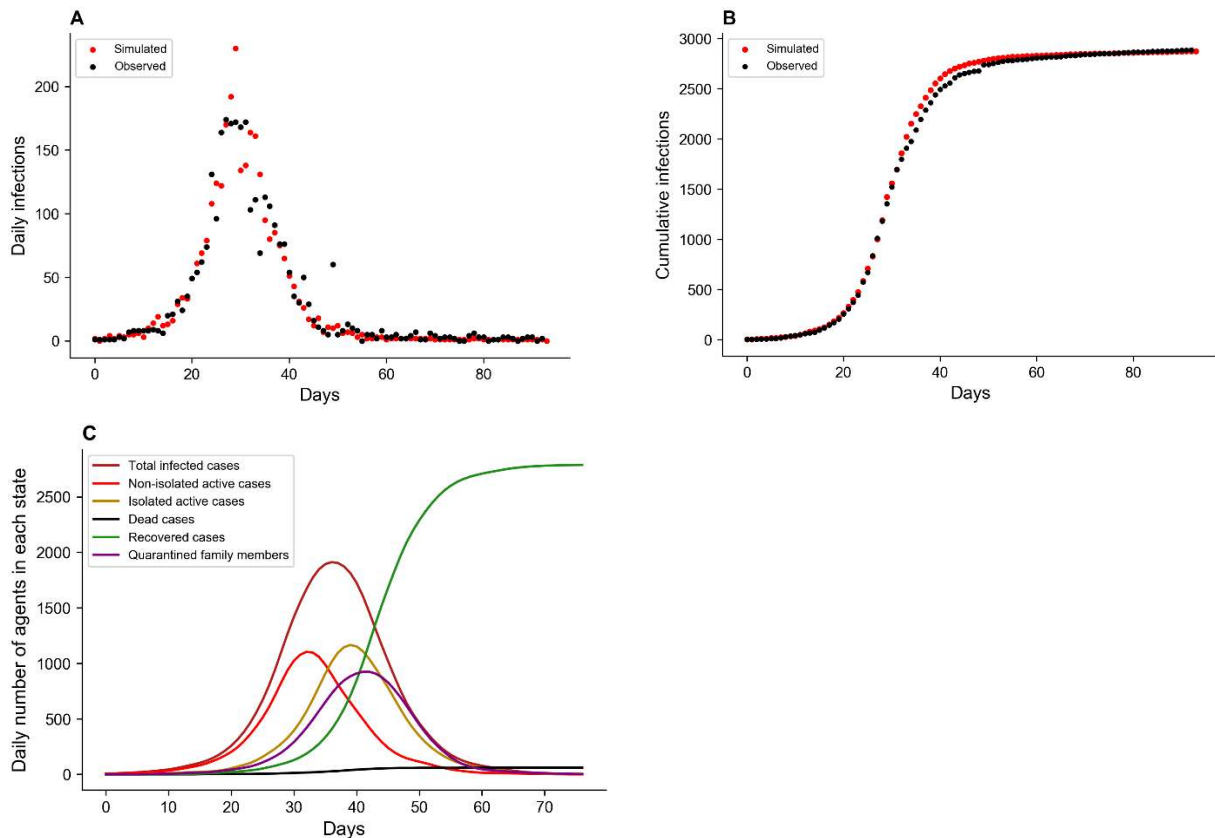 A
Simulated
Observed
200
150
100
50
0
Daily infections
0 20 40 60 80
Days
B
Simulated
Observed
3000
2500
2000
1500
1000
500
0
Cumulative infections
0 20 40 60 80
Days
C
Total infected cases
Non-isolated active cases
Isolated active cases
Dead cases
Recovered cases
Quarantined family members
2500
2000
1500
1000
500
0
Daily number of agents in each state
0 10 20 30 40 50 60 70
Days